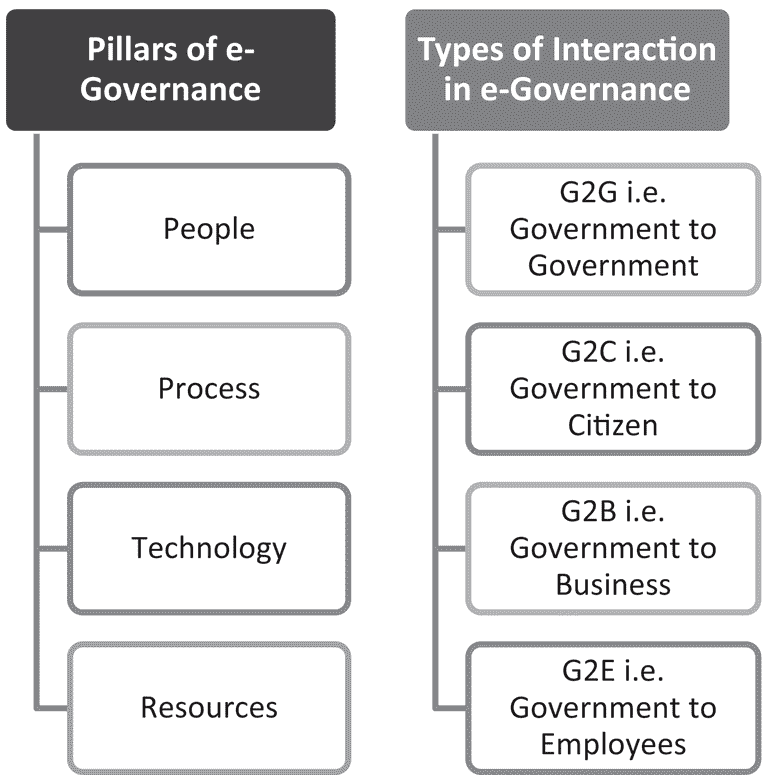 Pillars of e-
Governance
People
Process
Technology
Resources
Types of Interaction
in e-Governance
G2G i.e.
Government to
Government
G2C i.e.
Government to
Citizen
G2B i.e.
Government to
Business
G2E i.e.
Government to
Employees